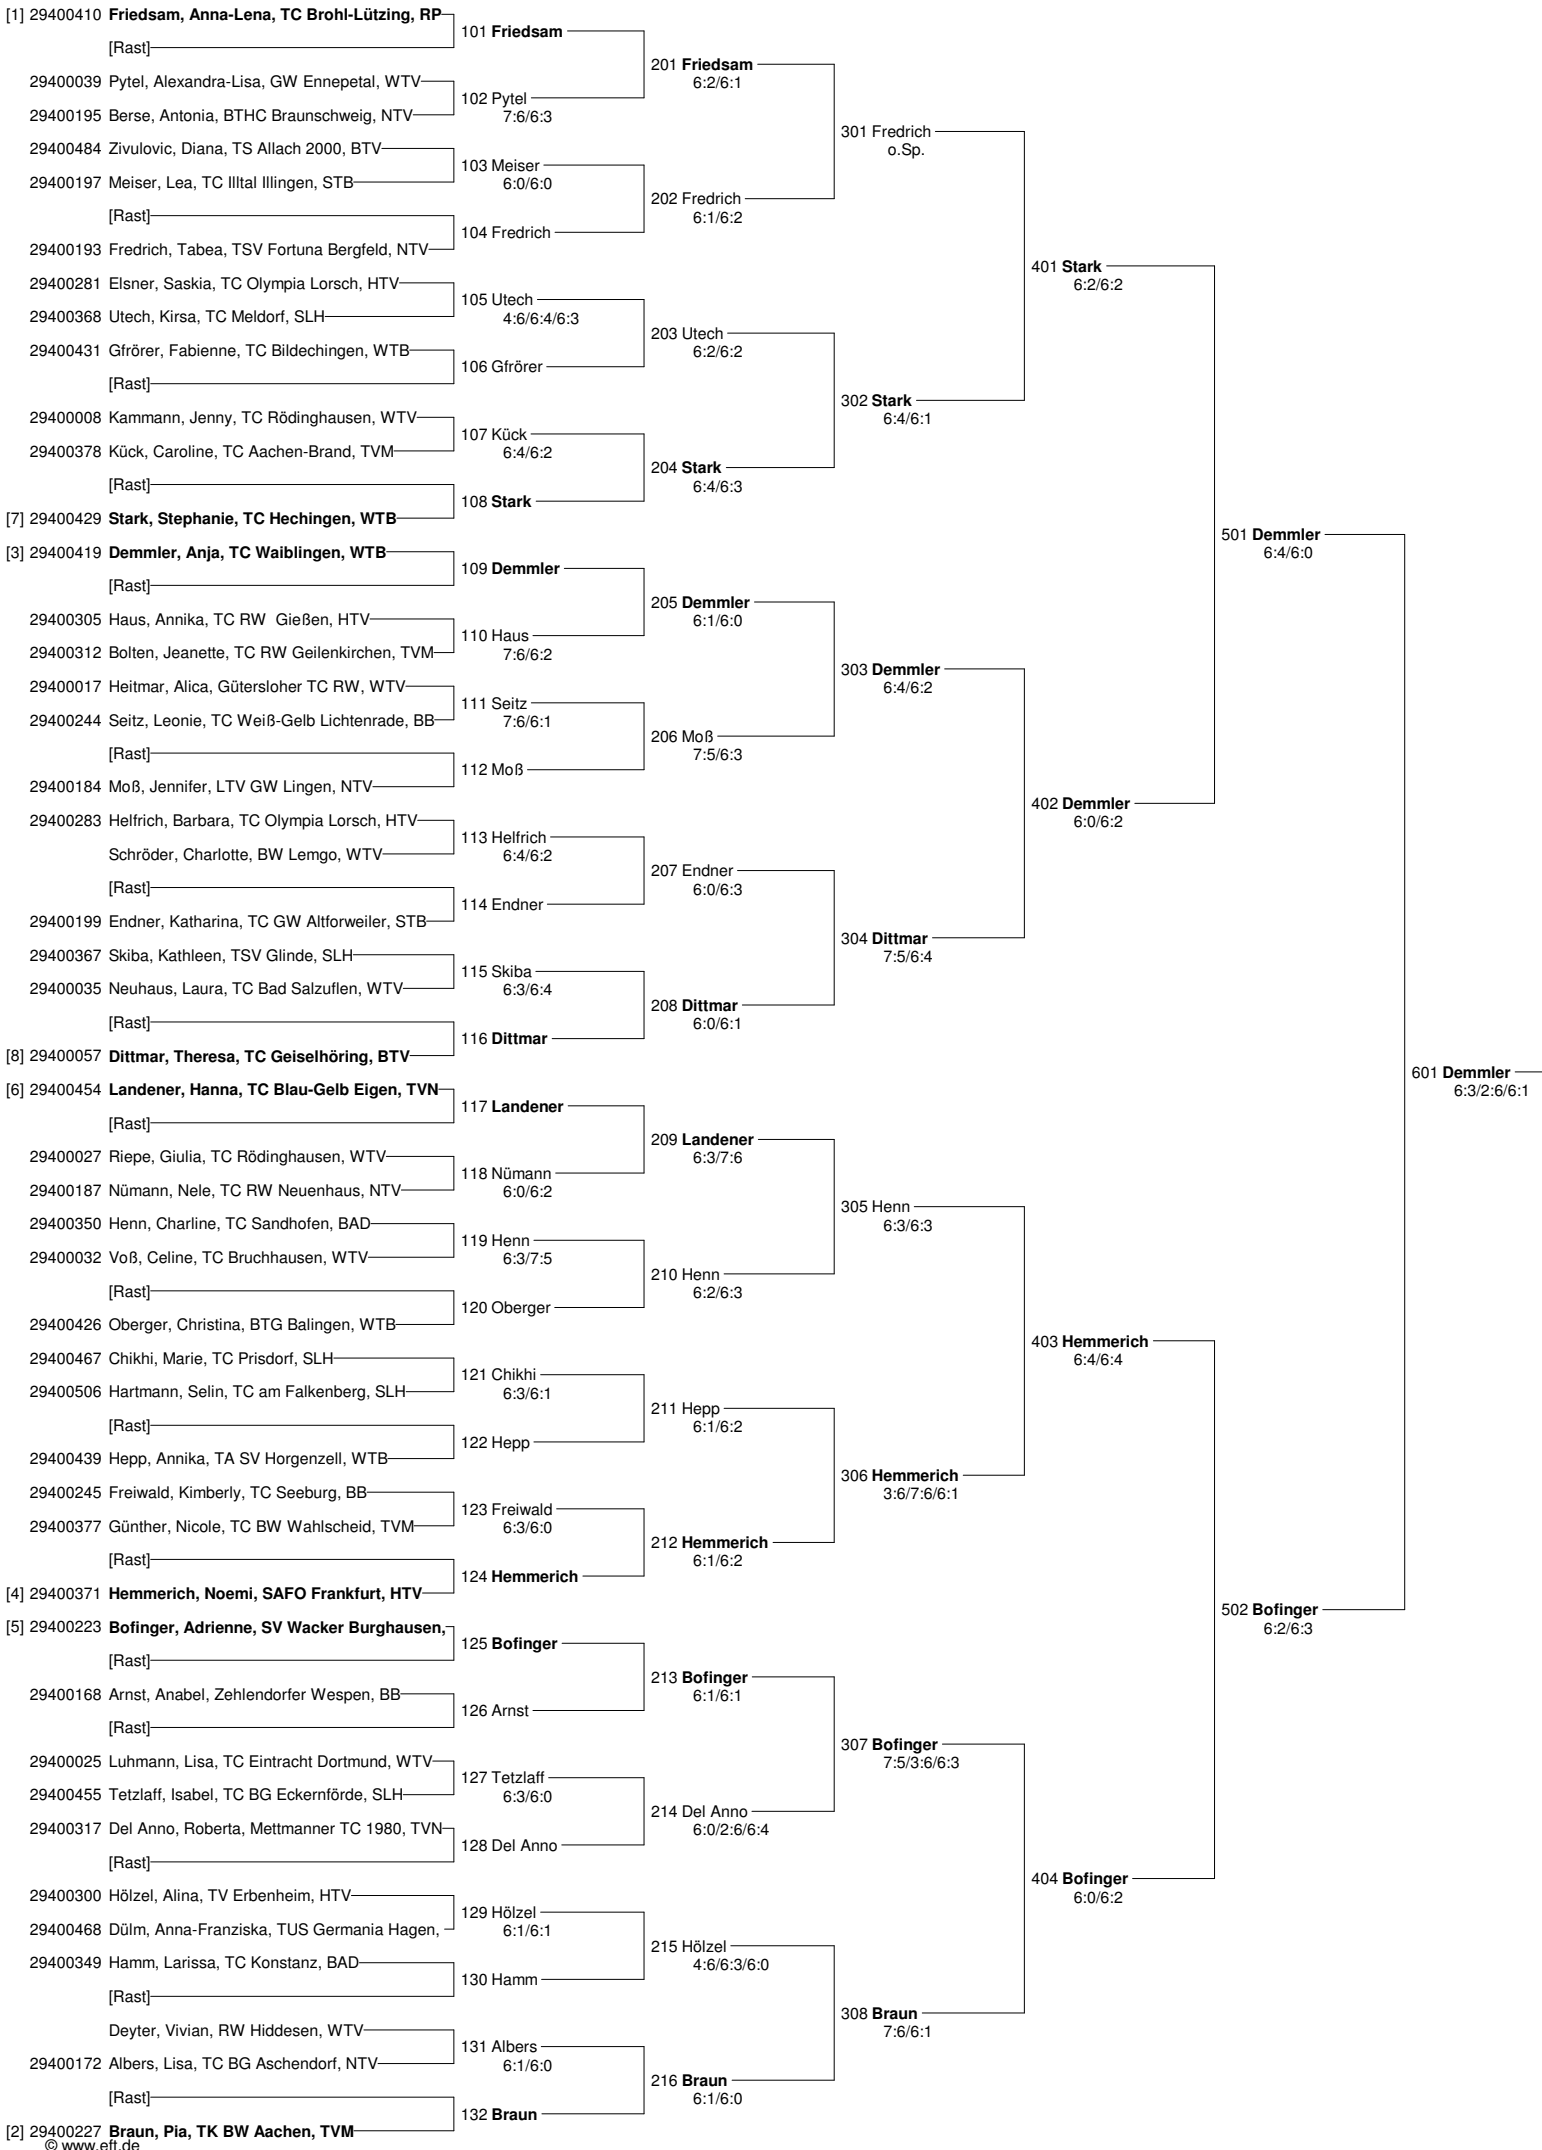 [1] 29400410 Friedsam, Anna-Lena, TC Brohl-Lützing, RP
101 Friedsam
[Rast]
201 Friedsam
6:2/6:1
29400039 Pytel, Alexandra-Lisa, GW Ennepetal, WTV
102 Pytel
7:6/6:3
29400195 Berse, Antonia, BTHC Braunschweig, NTV
301 Fredrich
o.Sp.
29400484 Zivulovic, Diana, TS Allach 2000, BTV
103 Meiser
6:0/6:0
29400197 Meiser, Lea, TC Illtal Illingen, STB
202 Fredrich
6:1/6:2
[Rast]
104 Fredrich
29400193 Fredrich, Tabea, TSV Fortuna Bergfeld, NTV
401 Stark
6:2/6:2
29400281 Elsner, Saskia, TC Olympia Lorsch, HTV
105 Utech
4:6/6:4/6:3
29400368 Utech, Kirsa, TC Meldorf, SLH
203 Utech
6:2/6:2
29400431 Gfrörer, Fabienne, TC Bildechingen, WTB
106 Gfrörer
[Rast]
302 Stark
6:4/6:1
29400008 Kammann, Jenny, TC Rödinghausen, WTV
107 Kück
6:4/6:2
29400378 Kück, Caroline, TC Aachen-Brand, TVM
204 Stark
6:4/6:3
[Rast]
108 Stark
[7] 29400429 Stark, Stephanie, TC Hechingen, WTB
501 Demmler
6:4/6:0
[3] 29400419 Demmler, Anja, TC Waiblingen, WTB
109 Demmler
[Rast]
205 Demmler
6:1/6:0
29400305 Haus, Annika, TC RW  Gießen, HTV
110 Haus
7:6/6:2
29400312 Bolten, Jeanette, TC RW Geilenkirchen, TVM
303 Demmler
6:4/6:2
29400017 Heitmar, Alica, Gütersloher TC RW, WTV
111 Seitz
7:6/6:1
29400244 Seitz, Leonie, TC Weiß-Gelb Lichtenrade, BB
206 Moß
7:5/6:3
[Rast]
112 Moß
29400184 Moß, Jennifer, LTV GW Lingen, NTV
402 Demmler
6:0/6:2
29400283 Helfrich, Barbara, TC Olympia Lorsch, HTV
113 Helfrich
6:4/6:2
Schröder, Charlotte, BW Lemgo, WTV
207 Endner
6:0/6:3
[Rast]
114 Endner
29400199 Endner, Katharina, TC GW Altforweiler, STB
304 Dittmar
7:5/6:4
29400367 Skiba, Kathleen, TSV Glinde, SLH
115 Skiba
6:3/6:4
29400035 Neuhaus, Laura, TC Bad Salzuflen, WTV
208 Dittmar
6:0/6:1
[Rast]
116 Dittmar
[8] 29400057 Dittmar, Theresa, TC Geiselhöring, BTV
601 Demmler
6:3/2:6/6:1
[6] 29400454 Landener, Hanna, TC Blau-Gelb Eigen, TVN
117 Landener
[Rast]
209 Landener
6:3/7:6
29400027 Riepe, Giulia, TC Rödinghausen, WTV
118 Nümann
6:0/6:2
29400187 Nümann, Nele, TC RW Neuenhaus, NTV
305 Henn
6:3/6:3
29400350 Henn, Charline, TC Sandhofen, BAD
119 Henn
6:3/7:5
29400032 Voß, Celine, TC Bruchhausen, WTV
210 Henn
6:2/6:3
[Rast]
120 Oberger
29400426 Oberger, Christina, BTG Balingen, WTB
403 Hemmerich
6:4/6:4
29400467 Chikhi, Marie, TC Prisdorf, SLH
121 Chikhi
6:3/6:1
29400506 Hartmann, Selin, TC am Falkenberg, SLH
211 Hepp
6:1/6:2
[Rast]
122 Hepp
29400439 Hepp, Annika, TA SV Horgenzell, WTB
306 Hemmerich
3:6/7:6/6:1
29400245 Freiwald, Kimberly, TC Seeburg, BB
123 Freiwald
6:3/6:0
29400377 Günther, Nicole, TC BW Wahlscheid, TVM
212 Hemmerich
6:1/6:2
[Rast]
124 Hemmerich
[4] 29400371 Hemmerich, Noemi, SAFO Frankfurt, HTV
502 Bofinger
6:2/6:3
[5] 29400223 Bofinger, Adrienne, SV Wacker Burghausen,
125 Bofinger
[Rast]
213 Bofinger
6:1/6:1
29400168 Arnst, Anabel, Zehlendorfer Wespen, BB
126 Arnst
[Rast]
307 Bofinger
7:5/3:6/6:3
29400025 Luhmann, Lisa, TC Eintracht Dortmund, WTV
127 Tetzlaff
6:3/6:0
29400455 Tetzlaff, Isabel, TC BG Eckernförde, SLH
214 Del Anno
6:0/2:6/6:4
29400317 Del Anno, Roberta, Mettmanner TC 1980, TVN
128 Del Anno
[Rast]
404 Bofinger
6:0/6:2
29400300 Hölzel, Alina, TV Erbenheim, HTV
129 Hölzel
6:1/6:1
29400468 Dülm, Anna-Franziska, TUS Germania Hagen,
215 Hölzel
4:6/6:3/6:0
29400349 Hamm, Larissa, TC Konstanz, BAD
130 Hamm
[Rast]
308 Braun
7:6/6:1
Deyter, Vivian, RW Hiddesen, WTV
131 Albers
6:1/6:0
29400172 Albers, Lisa, TC BG Aschendorf, NTV
216 Braun
6:1/6:0
[Rast]
132 Braun
[2] 29400227 Braun, Pia, TK BW Aachen, TVM
© www.eft.de